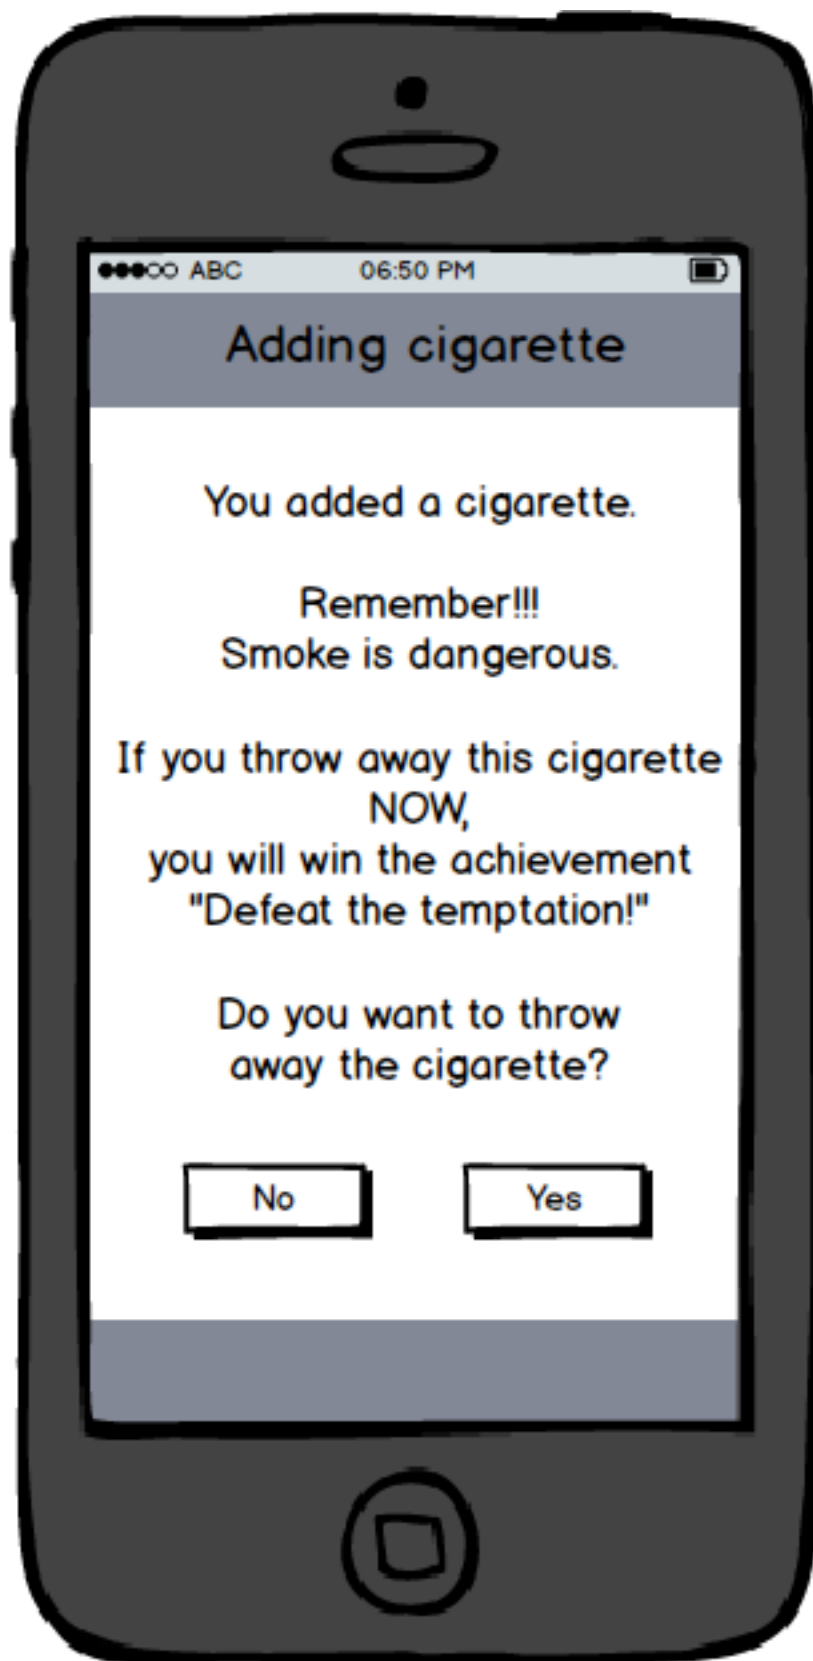 ABC 06:50 PM
Adding cigarette
You added a cigarette.
Remember!!!
Smoke is dangerous.
If you throw away this cigarette
NOW,
you will win the achievement
"Defeat the temptation!"
Do you want to throw
away the cigarette?
No Yes